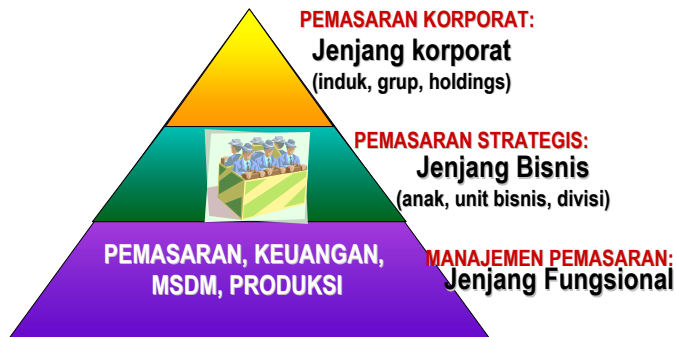 PEMASARAN KORPORAT:
Jenjang korporat
(induk, grup, holdings)
PEMASARAN STRATEGIS:
Jenjang Bisnis
(anak, unit bisnis, divisi)
PEMASARAN, KEUANGAN,
MSDM, PRODUKSI
MANAJEMEN PEMASARAN:
Jenjang Fungsional